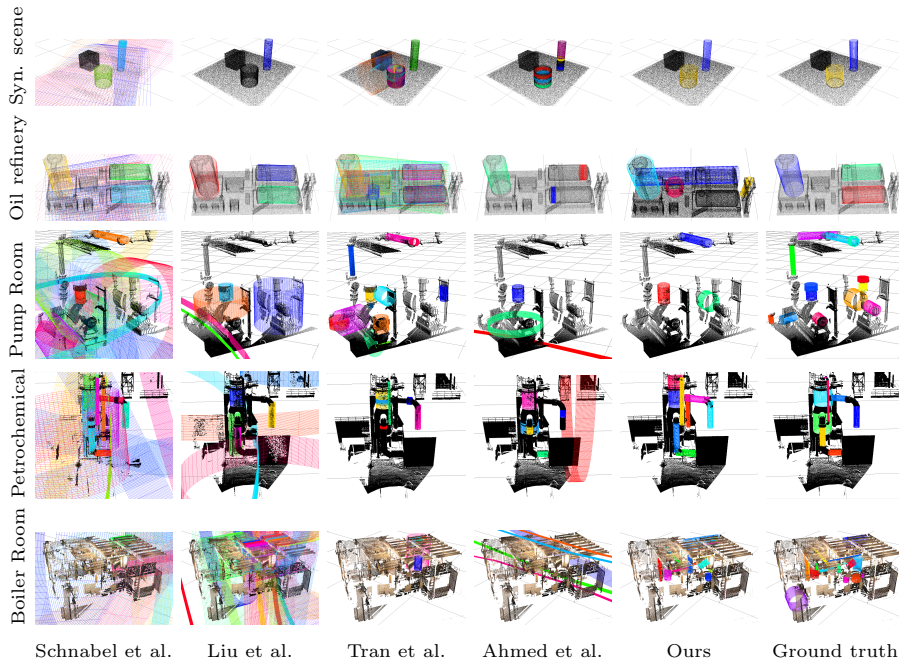 Syn. scene
Oil refinery
Pump Room
Petrochemical
Boiler Room
Schnabel et al. Liu et al. Tran et al. Ahmed et al. Ours Ground truth